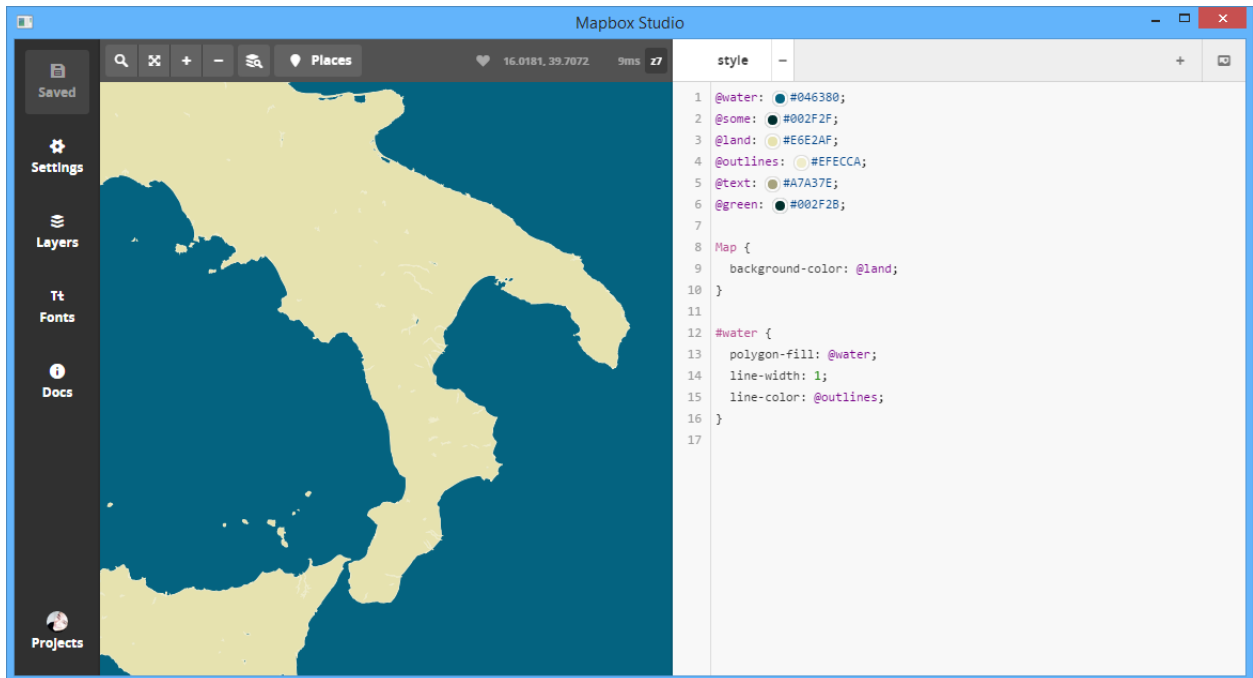 Mapbox Studio
Saved
Settings
Layers
Tt
Fonts
Docs
Projects
Places
16.0181, 39.7072
9ms z7
style
1 @water: #046380;
2 @some: #002F2F;
3 @land: #E6E2AF;
4 @outlines: #EFECCA;
5 @text: #A7A37E;
6 @green: #002F2B;
7
8 Map {
9 background-color: @land;
10 }
11
12 #water {
13 polygon-fill: @water;
14 line-width: 1;
15 line-color: @outlines;
16 }
17